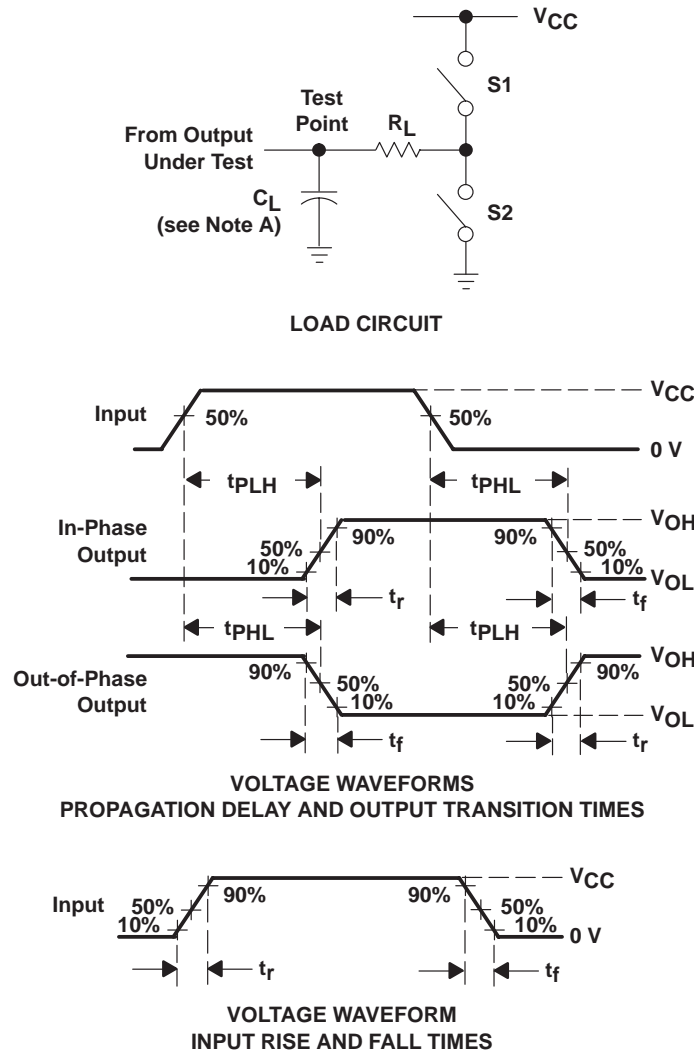 VCC
S1
Test
Point
RL
From Output
Under Test
CL
(see Note A)
S2
LOAD CIRCUIT
VCC
Input
50%
50%
0 V
tPLH
tPHL
In-Phase
Output
VOH
90%
90%
50%
50%
10%
10%
VOL
tr
tf
tPHL
tPLH
Out-of-Phase
Output
VOH
90%
90%
50%
50%
10%
10%
VOL
tf
tr
VOLTAGE WAVEFORMS
PROPAGATION DELAY AND OUTPUT TRANSITION TIMES
VCC
Input
90%
90%
50%
50%
10%
10%
0 V
tr
tf
VOLTAGE WAVEFORM
INPUT RISE AND FALL TIMES